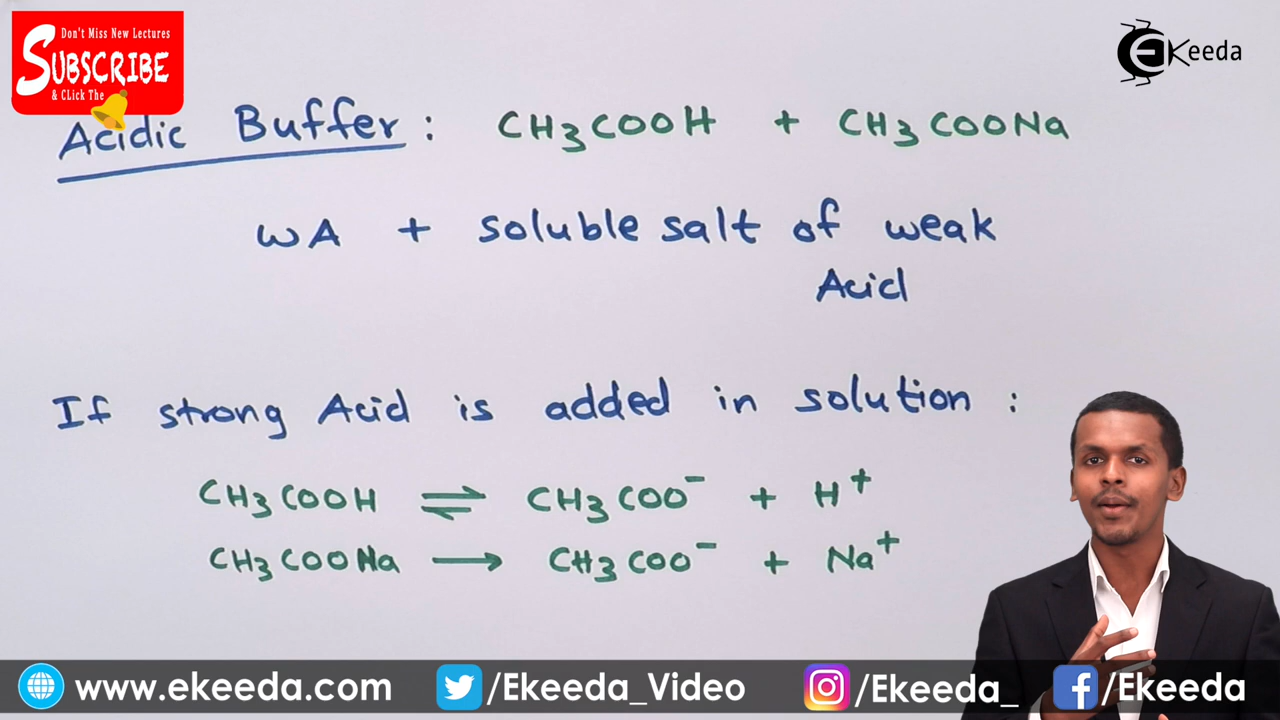 Don't Miss New Lectures
SUBSCRIBE
& CLick The
EKeeda
Acidic Buffer : CH3COOH + CH3COONa
WA + soluble salt of weak
Acid
If strong Acid is added in solution :
CH3COOH ⇌ CH3COO⁻ + H⁺
CH3COONa ⟶ CH3COO⁻ + Na⁺
www.ekeeda.com /Ekeeda_Video /Ekeeda_ /Ekeeda